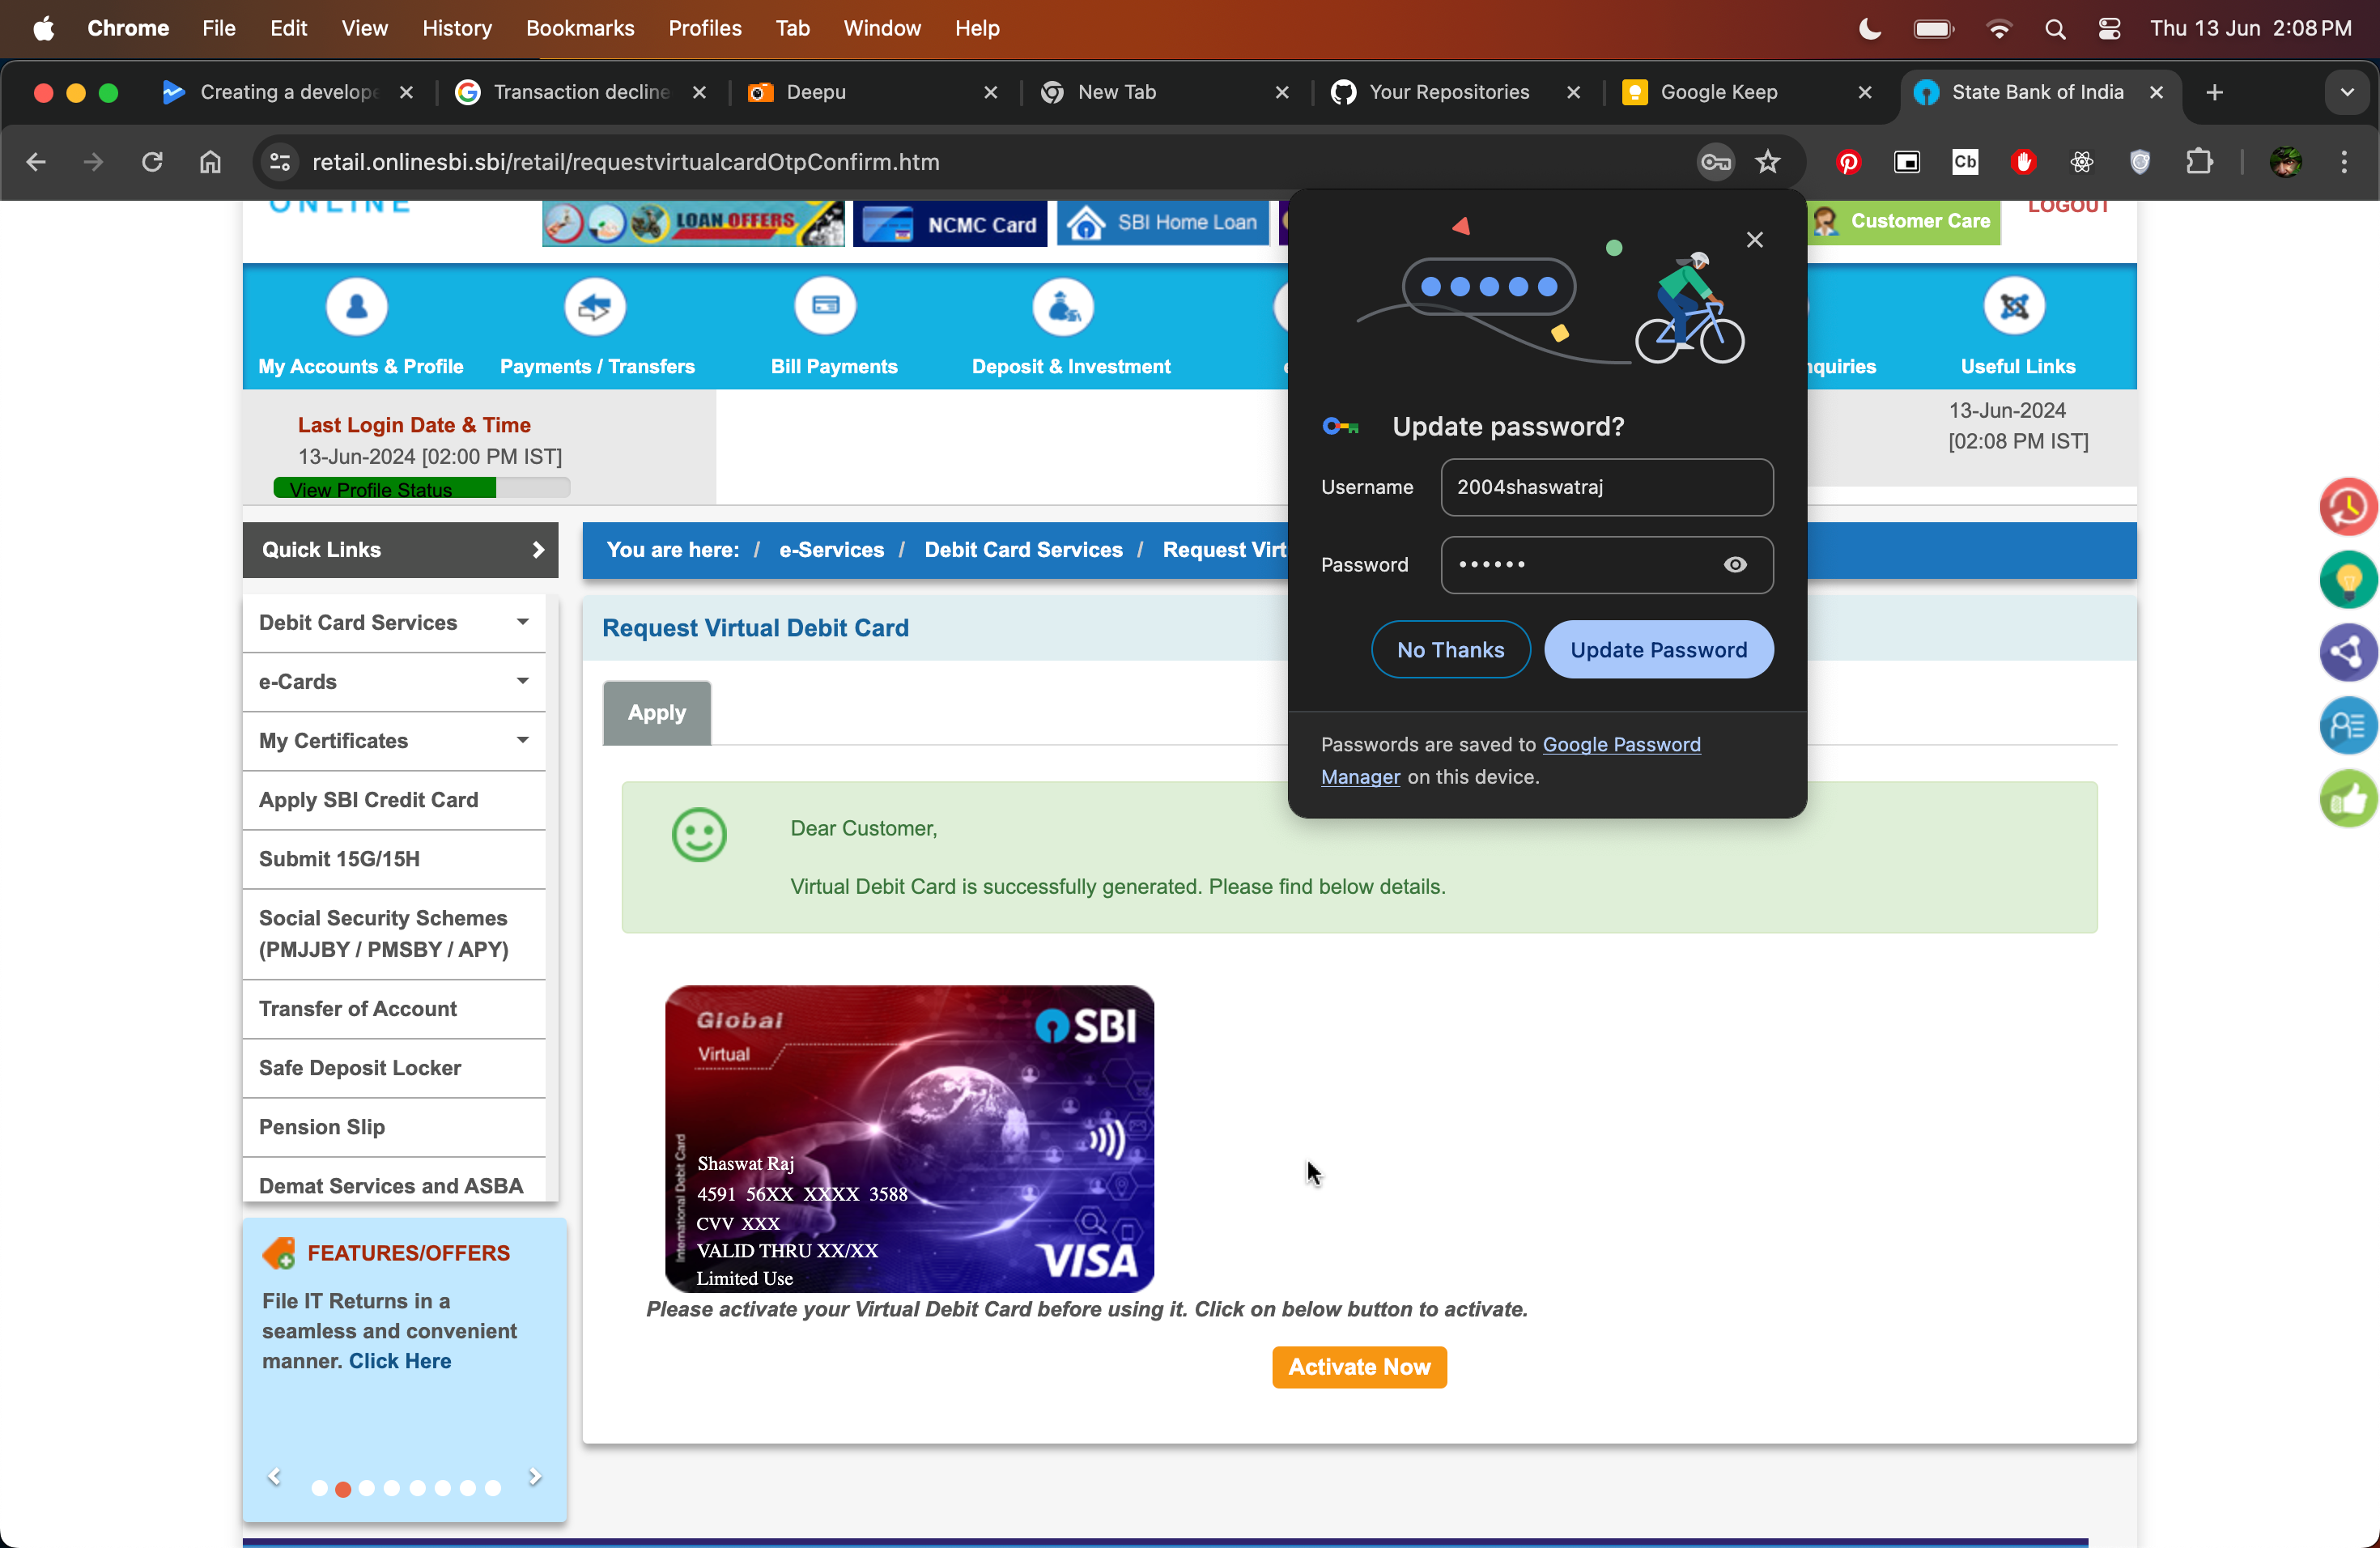 Chrome File Edit View History Bookmarks Profiles Tab Window Help Thu 13 Jun 2:08 PM
Creating a develope Transaction decline Deepu New Tab Your Repositories Google Keep State Bank of India
retail.onlinesbi.sbi/retail/requestvirtualcardOtpConfirm.htm Cb
ONLINE LOAN OFFERS NCMC Card SBI Home Loan Customer Care LOGOUT
My Accounts & Profile Payments / Transfers Bill Payments Deposit & Investment nquiries Useful Links
Last Login Date & Time
13-Jun-2024 [02:00 PM IST]
View Profile Status
13-Jun-2024
[02:08 PM IST]
Update password?
Username 2004shaswatraj
Password ••••••
No Thanks Update Password
Passwords are saved to Google Password
Manager on this device.
Quick Links
Debit Card Services
e-Cards
My Certificates
Apply SBI Credit Card
Submit 15G/15H
Social Security Schemes
(PMJJBY / PMSBY / APY)
Transfer of Account
Safe Deposit Locker
Pension Slip
Demat Services and ASBA
FEATURES/OFFERS
File IT Returns in a
seamless and convenient
manner. Click Here
You are here: / e-Services / Debit Card Services / Request Virt
Request Virtual Debit Card
Apply
Dear Customer,
Virtual Debit Card is successfully generated. Please find below details.
Global
SBI
Virtual
International Debit Card
Shaswat Raj
4591 56XX XXXX 3588
CVV XXX
VALID THRU XX/XX
VISA
Limited Use
Please activate your Virtual Debit Card before using it. Click on below button to activate.
Activate Now